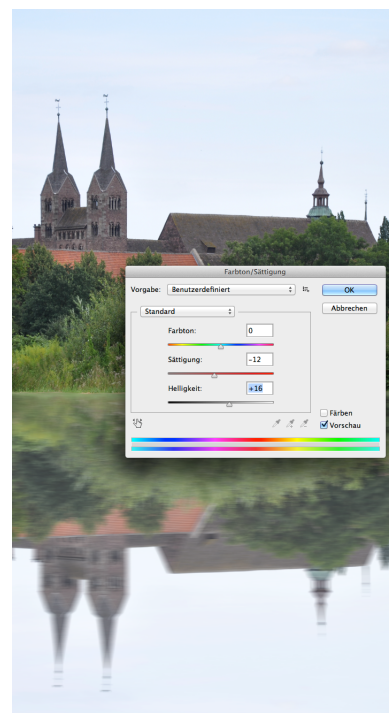 Farbton/Sättigung
Vorgabe: Benutzerdefiniert
OK
Abbrechen
Standard
Farbton: 0
Sättigung: -12
Helligkeit: +16
Färben
Vorschau